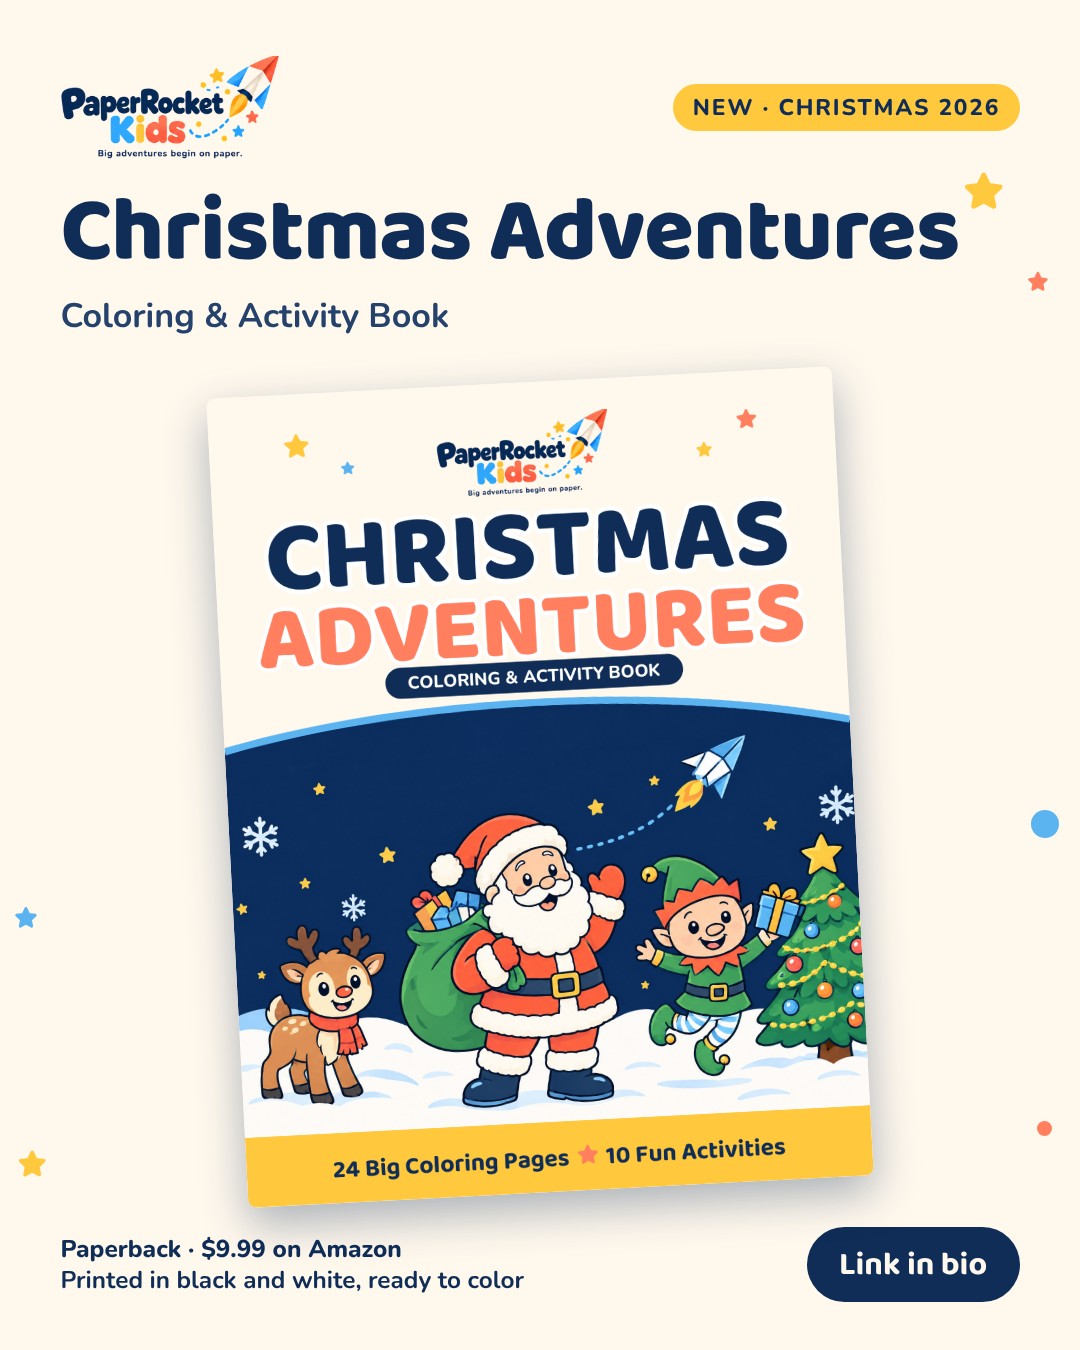 PaperRocket
Kids
Big adventures begin on paper.
NEW · CHRISTMAS 2026
Christmas Adventures
Coloring & Activity Book
PaperRocket
Kids
Big adventures begin on paper.
CHRISTMAS
ADVENTURES
COLORING & ACTIVITY BOOK
24 Big Coloring Pages 10 Fun Activities
Paperback · $9.99 on Amazon
Printed in black and white, ready to color
Link in bio